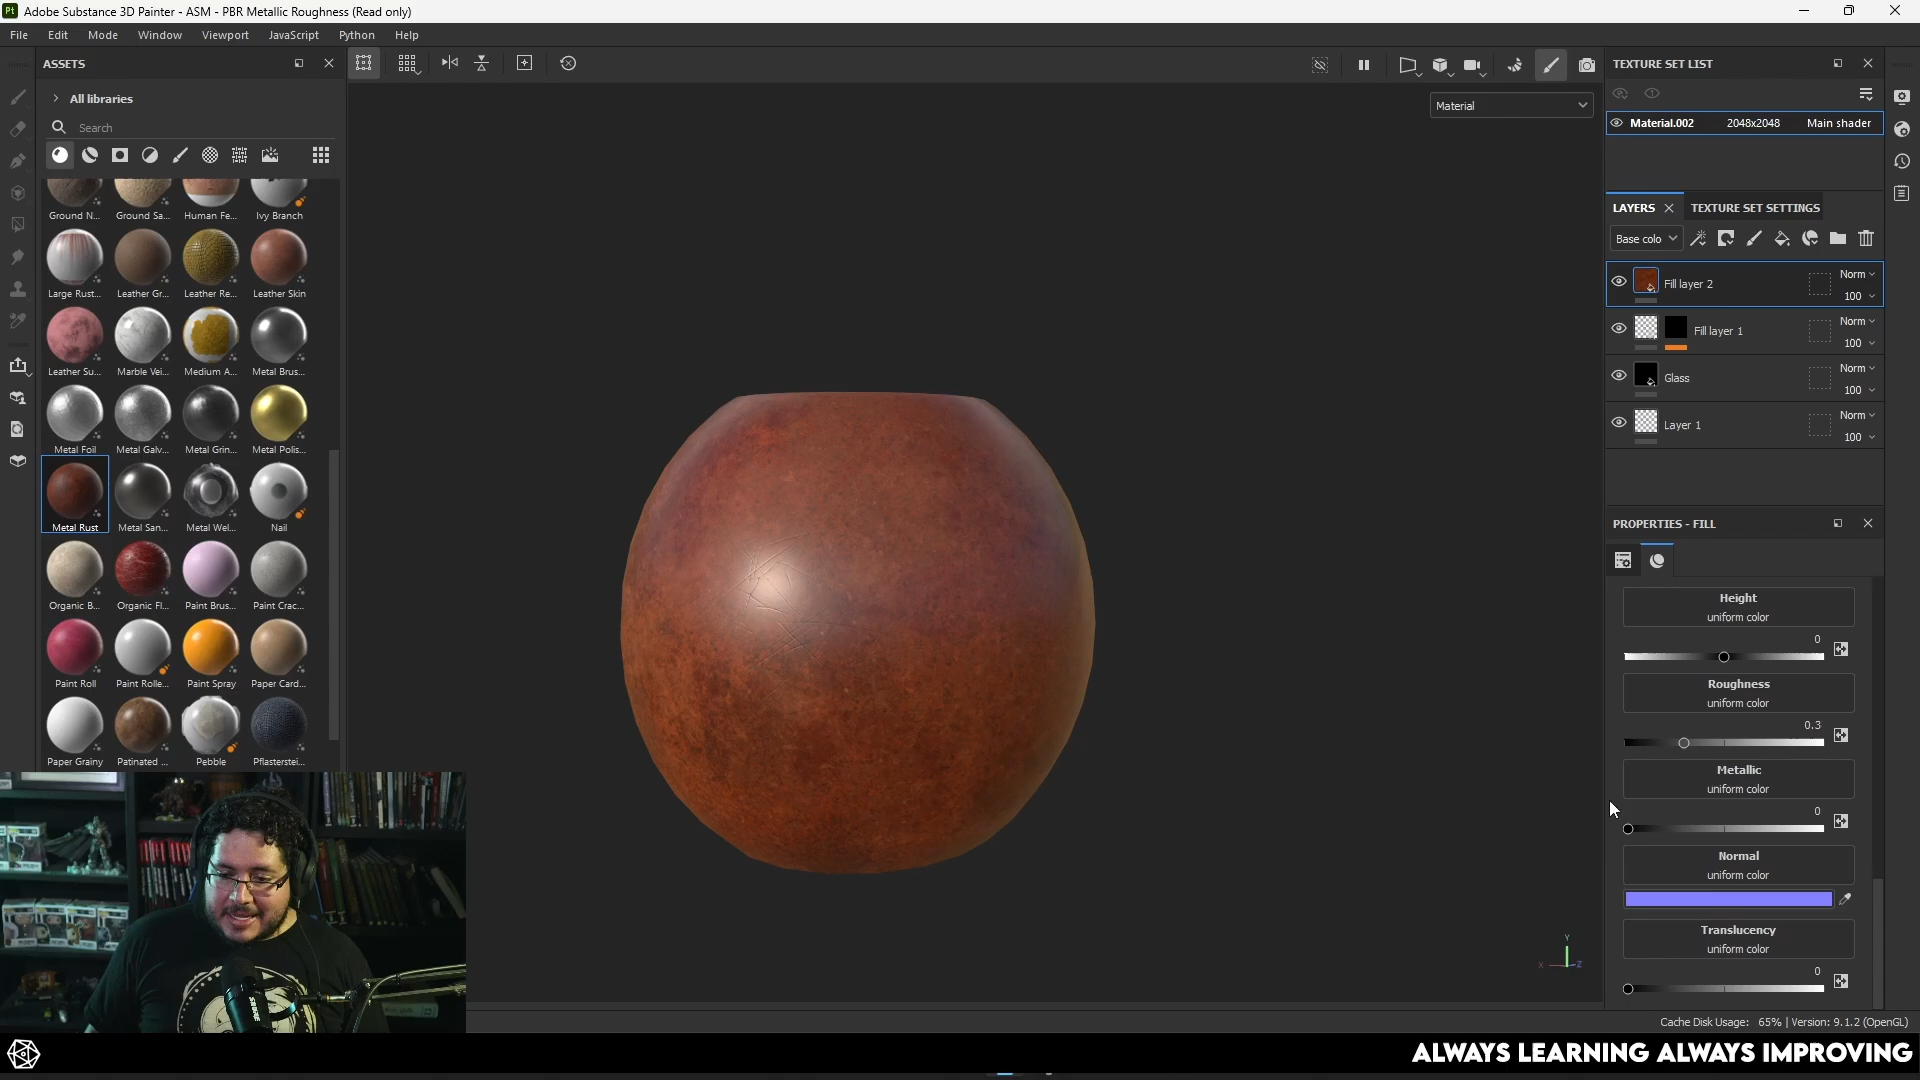 Adobe Substance 3D Painter - ASM - PBR Metallic Roughness (Read only)
File Edit Mode Window Viewport JavaScript Python Help
ASSETS
All libraries
Search
Ground N... Ground Sa... Human Fe... Ivy Branch
Large Rust... Leather Gr... Leather Re... Leather Skin
Leather Su... Marble Vei... Medium A... Metal Brus...
Metal Foil Metal Galv... Metal Grin... Metal Polis...
Metal Rust Metal San... Metal Wel... Nail
Organic B... Organic Fl... Paint Brus... Paint Crac...
Paint Roll Paint Rolle... Paint Spray Paper Card...
Paper Grainy Patinated ... Pebble Pflasterstei...
Material
Y
X Z
TEXTURE SET LIST
Material.002 2048x2048 Main shader
LAYERS TEXTURE SET SETTINGS
Base colo
Fill layer 2 Norm
100
Fill layer 1 Norm
100
Glass Norm
100
Layer 1 Norm
100
PROPERTIES - FILL
Height
uniform color
0
Roughness
uniform color
0.3
Metallic
uniform color
0
Normal
uniform color
Translucency
uniform color
0
Cache Disk Usage: 65% | Version: 9.1.2 (OpenGL)
ALWAYS LEARNING ALWAYS IMPROVING